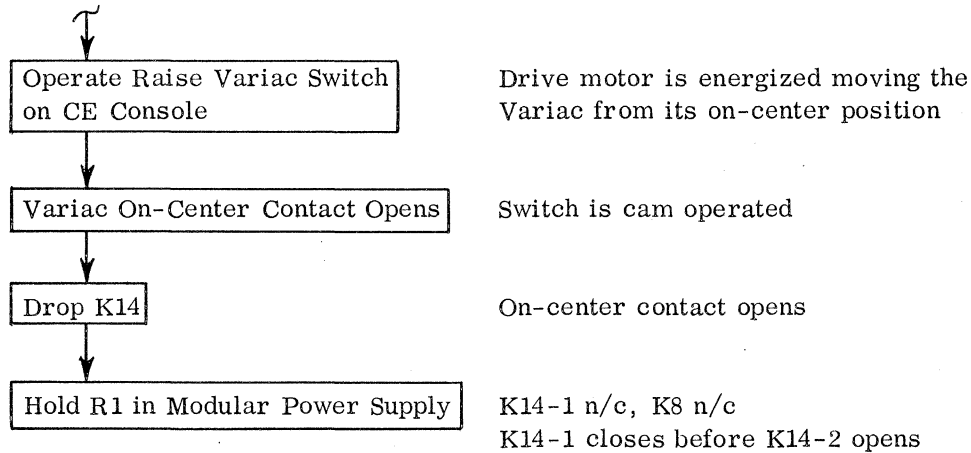 Operate Raise Variac Switch
on CE Console
Drive motor is energized moving the
Variac from its on-center position
Variac On-Center Contact Opens
Switch is cam operated
Drop K14
On-center contact opens
Hold R1 in Modular Power Supply
K14-1 n/c, K8 n/c
K14-1 closes before K14-2 opens